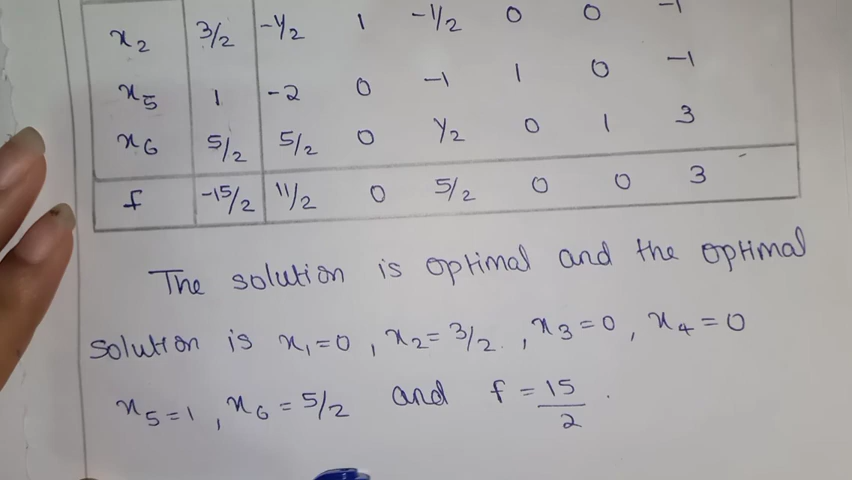 x₂ 3/2 -1/2 1 -1/2 0 0 -1
x₅ 1 -2 0 -1 1 0 -1
x₆ 5/2 5/2 0 1/2 0 1 3
f -15/2 11/2 0 5/2 0 0 3
The solution is optimal and the optimal
solution is x₁=0, x₂=3/2, x₃=0, x₄=0
x₅=1, x₆=5/2 and f=15/2.